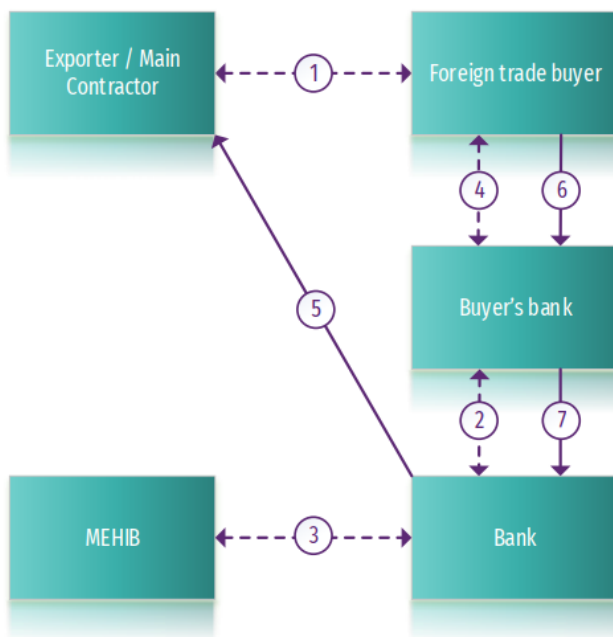 Exporter / Main
Contractor
1
Foreign trade buyer
4
6
Buyer's bank
5
2
7
MEHIB
3
Bank